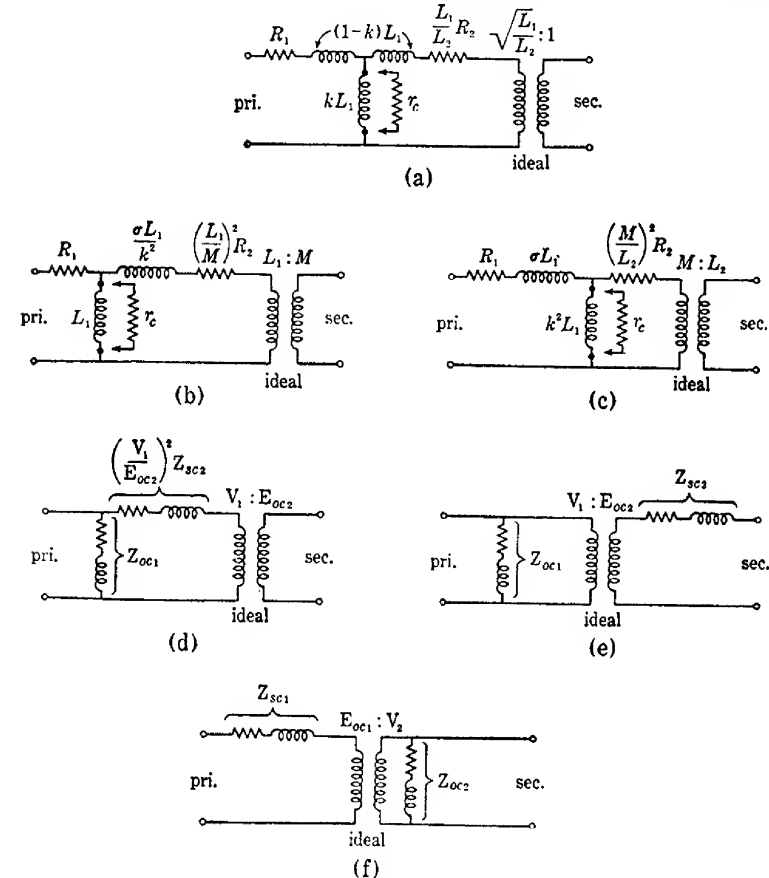 R₁ (1-k)L₁ L₁/L₂ R₂ √(L₁/L₂) : 1
pri. kL₁ r_c sec.
ideal
(a)
R₁ σL₁/k² (L₁/M)² R₂ L₁ : M
pri. L₁ r_c sec.
ideal
(b)
R₁ σL₁ (M/L₂)² R₂ M : L₂
pri. k²L₁ r_c sec.
ideal
(c)
(V₁/E_oc2)² Z_sc2
V₁ : E_oc2
pri. Z_oc1 sec.
ideal
(d)
V₁ : E_oc2 Z_sc2
pri. Z_oc1 sec.
ideal
(e)
Z_sc1
E_oc1 : V₂
pri. Z_oc2 sec.
ideal
(f)